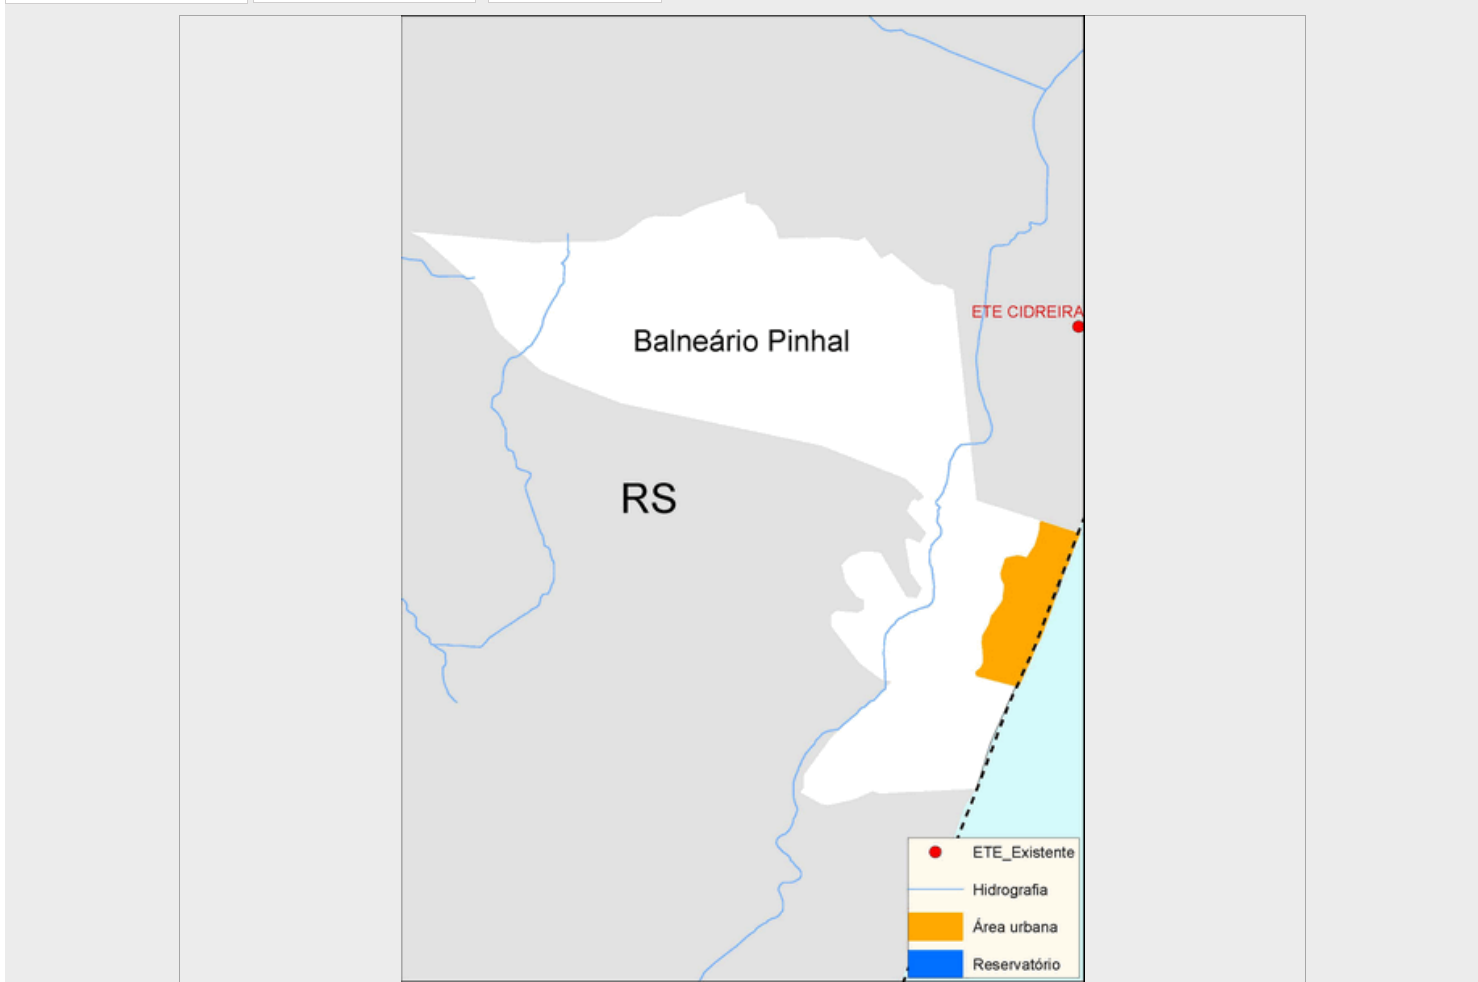 ETE CIDREIRA
Balneário Pinhal
RS
ETE_Existente
Hidrografia
Área urbana
Reservatório